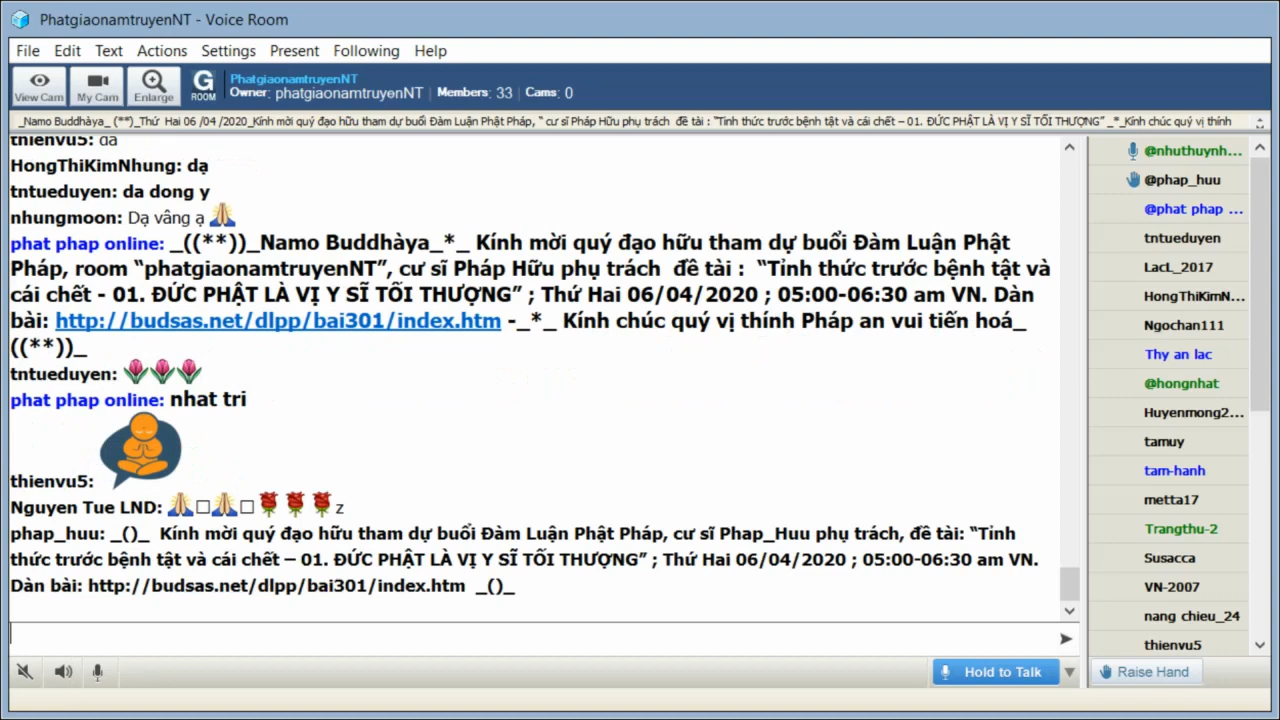 PhatgiaonamtruyenNT - Voice Room
File Edit Text Actions Settings Present Following Help
View Cam My Cam Enlarge G ROOM
PhatgiaonamtruyenNT
Owner: phatgiaonamtruyenNT | Members: 33 | Cams: 0
_Namo Buddhàya_ (**)_Thứ Hai 06 /04 /2020_Kính mời quý đạo hữu tham dự buổi Đàm Luận Phật Pháp, " cư sĩ Pháp Hữu phụ trách đề tài : "Tỉnh thức trước bệnh tật và cái chết – 01. ĐỨC PHẬT LÀ VỊ Y SĨ TỐI THƯỢNG" _*_Kính chúc quý vị thính
thienvu5: da
HongThiKimNhung: dạ
tntueduyen: da dong y
nhungmoon: Dạ vâng ạ 🙏
phat phap online: _((**))_Namo Buddhàya_*_ Kính mời quý đạo hữu tham dự buổi Đàm Luận Phật
Pháp, room "phatgiaonamtruyenNT", cư sĩ Pháp Hữu phụ trách đề tài : "Tỉnh thức trước bệnh tật và
cái chết - 01. ĐỨC PHẬT LÀ VỊ Y SĨ TỐI THƯỢNG" ; Thứ Hai 06/04/2020 ; 05:00-06:30 am VN. Dàn
bài: http://budsas.net/dlpp/bai301/index.htm -_*_ Kính chúc quý vị thính Pháp an vui tiến hoá_
((**))_
tntueduyen: 🌷🌷🌷
phat phap online: nhat tri
thienvu5:
Nguyen Tue LND: 🙏□🙏□🌹🌹🌹z
phap_huu: _()_ Kính mời quý đạo hữu tham dự buổi Đàm Luận Phật Pháp, cư sĩ Phap_Huu phụ trách, đề tài: "Tỉnh
thức trước bệnh tật và cái chết – 01. ĐỨC PHẬT LÀ VỊ Y SĨ TỐI THƯỢNG" ; Thứ Hai 06/04/2020 ; 05:00-06:30 am VN.
Dàn bài: http://budsas.net/dlpp/bai301/index.htm _()_
@nhuthuynh...
@phap_huu
@phat phap ...
tntueduyen
LacL_2017
HongThiKimN...
Ngochan111
Thy an lac
@hongnhat
Huyenmong2...
tamuy
tam-hanh
metta17
Trangthu-2
Susacca
VN-2007
nang chieu_24
thienvu5
Hold to Talk
Raise Hand